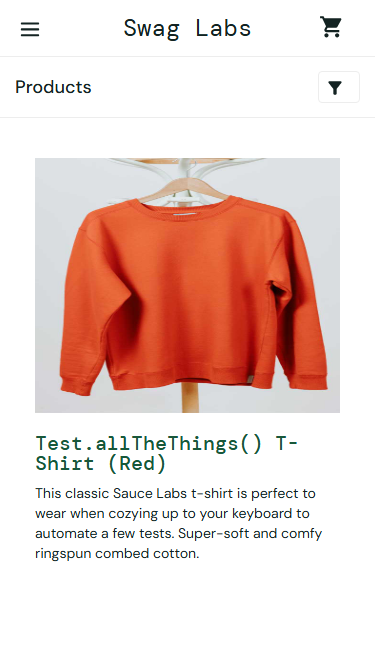 Swag Labs
Products
Test.allTheThings() T-
Shirt (Red)
This classic Sauce Labs t-shirt is perfect to
wear when cozying up to your keyboard to
automate a few tests. Super-soft and comfy
ringspun combed cotton.